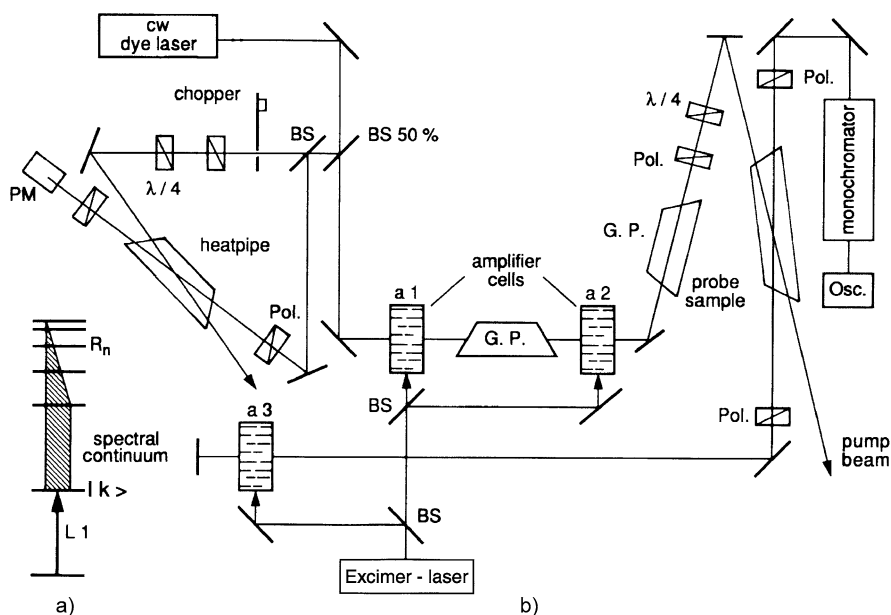 cw
dye laser
chopper
BS
BS 50 %
λ / 4
PM
heatpipe
Pol.
λ / 4
Pol.
G. P.
probe
sample
Pol.
monochromator
Osc.
amplifier
cells
a 1
a 2
G. P.
BS
a 3
Pol.
pump
beam
BS
Excimer - laser
R_n
spectral
continuum
I k >
L 1
a)
b)